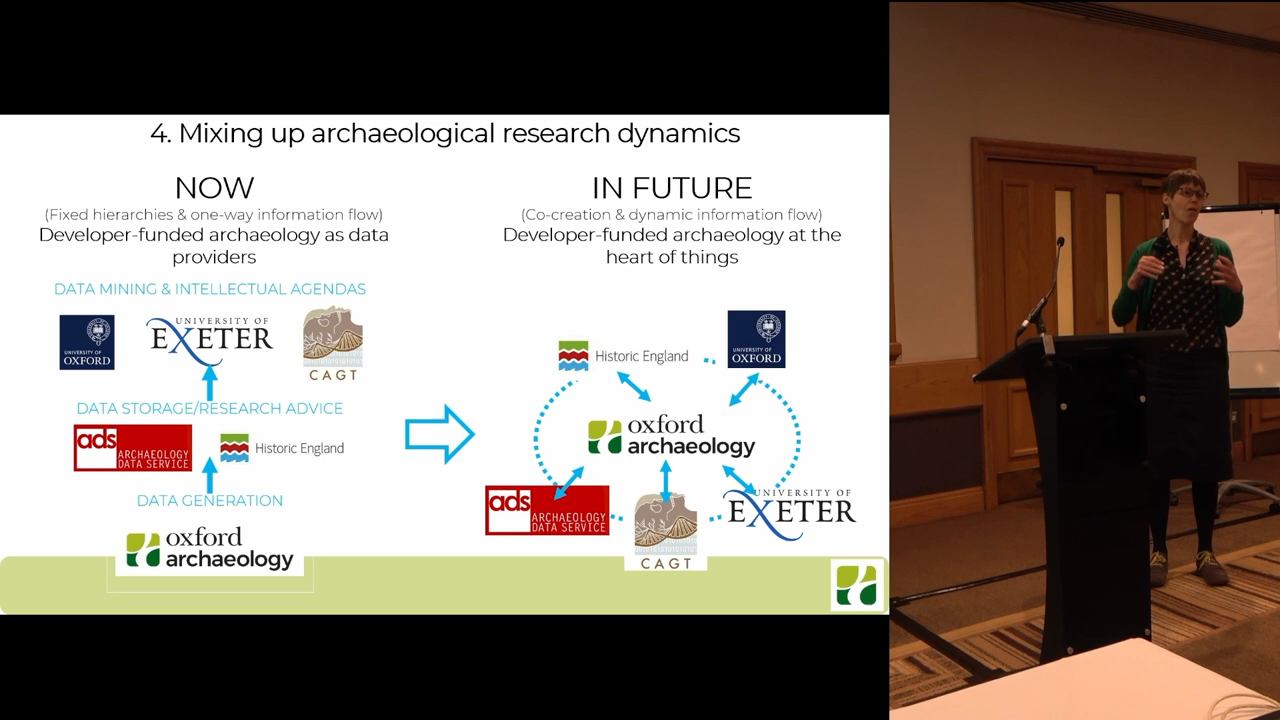 4. Mixing up archaeological research dynamics
NOW
(Fixed hierarchies & one-way information flow)
Developer-funded archaeology as data
providers
DATA MINING & INTELLECTUAL AGENDAS
UNIVERSITY OF
OXFORD
UNIVERSITY OF
EXETER
CAGT
DATA STORAGE/RESEARCH ADVICE
ads
ARCHAEOLOGY
DATA SERVICE
Historic England
DATA GENERATION
oxford
archaeology
IN FUTURE
(Co-creation & dynamic information flow)
Developer-funded archaeology at the
heart of things
Historic England
UNIVERSITY OF
OXFORD
oxford
archaeology
ads
ARCHAEOLOGY
DATA SERVICE
CAGT
UNIVERSITY OF
EXETER